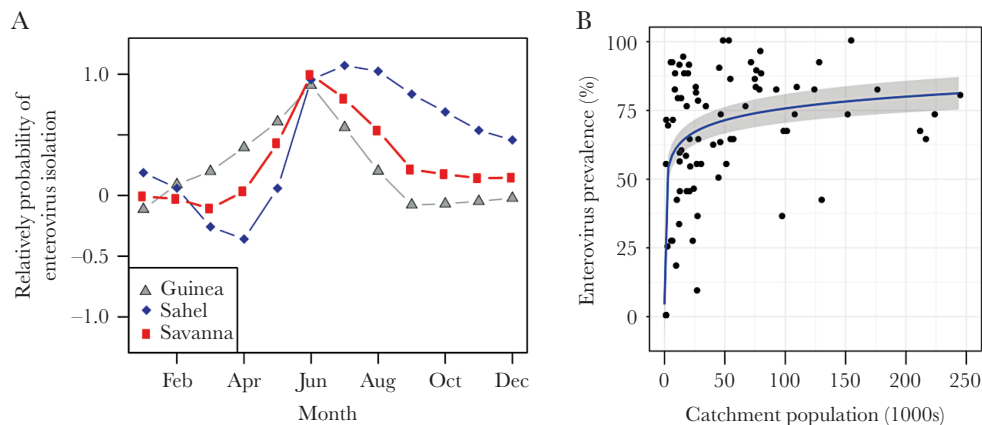 A
Relatively probability of
enterovirus isolation
1.0
0
−0.5
−1.0
Guinea
Sahel
Savanna
Feb
Apr
Jun
Aug
Oct
Dec
Month
B
Enterovirus prevalence (%)
100
75
50
25
0
0
50
100
150
200
250
Catchment population (1000s)